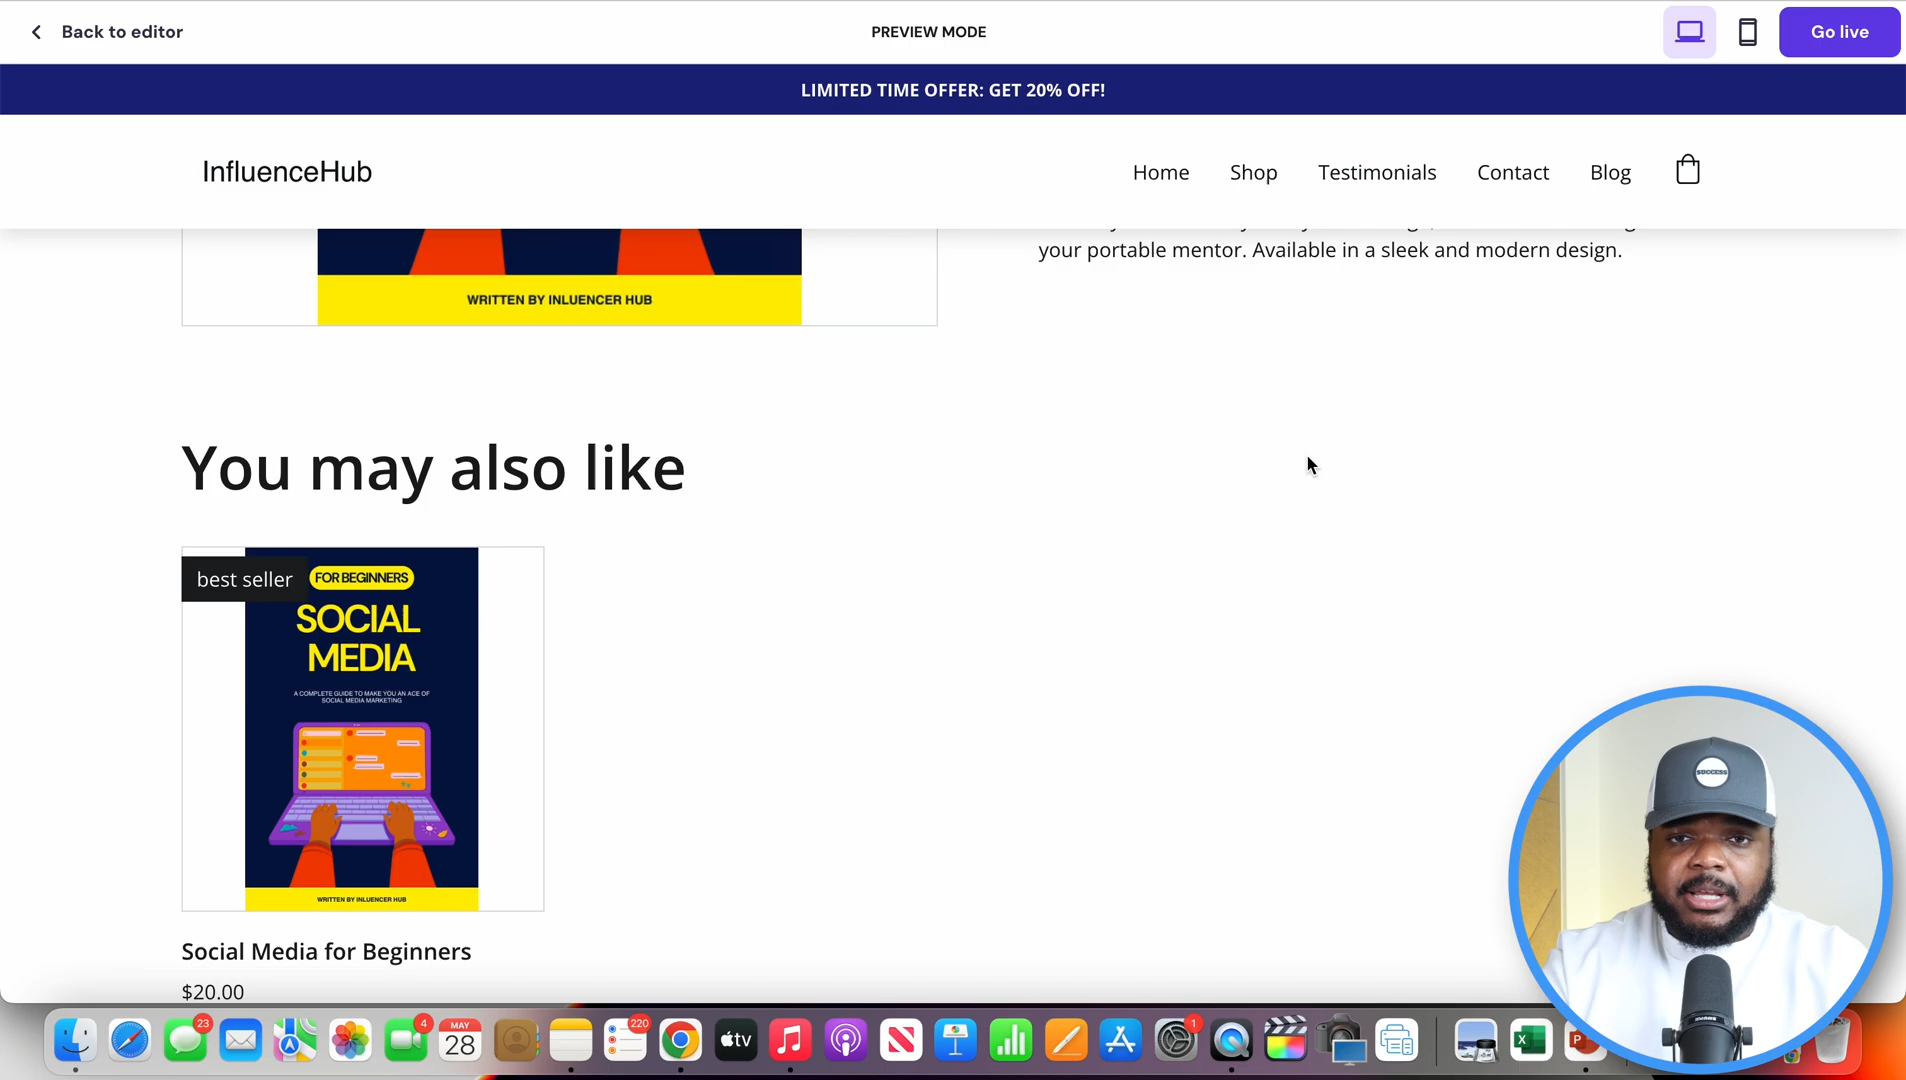 Back to editor
PREVIEW MODE
Go live
LIMITED TIME OFFER: GET 20% OFF!
InfluenceHub
Home
Shop
Testimonials
Contact
Blog
your portable mentor. Available in a sleek and modern design.
WRITTEN BY INLUENCER HUB
You may also like
best seller
FOR BEGINNERS
SOCIAL
MEDIA
A COMPLETE GUIDE TO MAKE YOU AN ACE OF
SOCIAL MEDIA MARKETING
WRITTEN BY INLUENCER HUB
Social Media for Beginners
$20.00
SUCCESS
23
4
MAY
28
220
tv
1
X
P